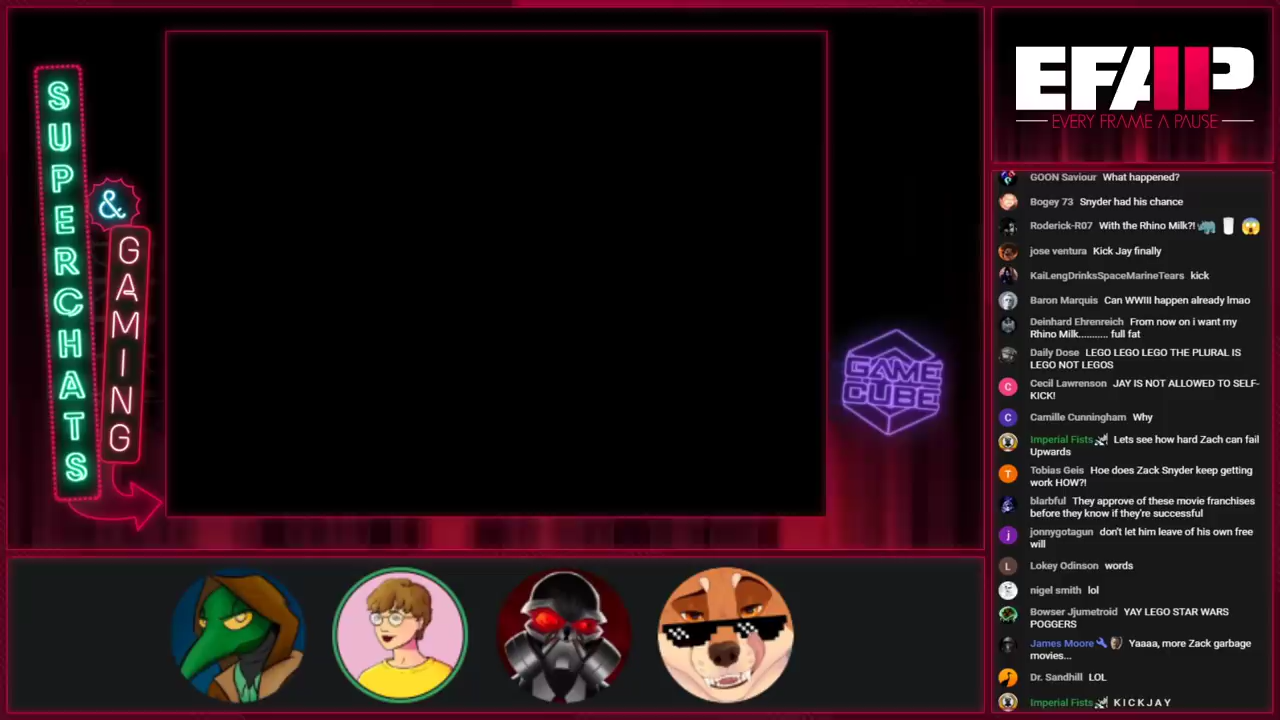 SUPERCHATS
&
GAMING
GAME
CUBE
EFAP
EVERY FRAME A PAUSE
GOON Saviour What happened?
Bogey 73 Snyder had his chance
Roderick-R07 With the Rhino Milk?!🦏🥛😱
jose ventura Kick Jay finally
KaiLengDrinksSpaceMarineTears kick
Baron Marquis Can WWIII happen already lmao
Deinhard Ehrenreich From now on i want my
Rhino Milk........... full fat
Daily Dose LEGO LEGO LEGO THE PLURAL IS
LEGO NOT LEGOS
C
Cecil Lawrenson JAY IS NOT ALLOWED TO SELF-
KICK!
C
Camille Cunningham Why
Imperial Fists Lets see how hard Zach can fail
Upwards
T
Tobias Geis Hoe does Zack Snyder keep getting
work HOW?!
blarbful They approve of these movie franchises
before they know if they're successful
j
jonnygotagun don't let him leave of his own free
will
L
Lokey Odinson words
nigel smith lol
Bowser Jjumetroid YAY LEGO STAR WARS
POGGERS
James Moore Yaaaa, more Zack garbage
movies...
Dr. Sandhill LOL
Imperial Fists K I C K J A Y